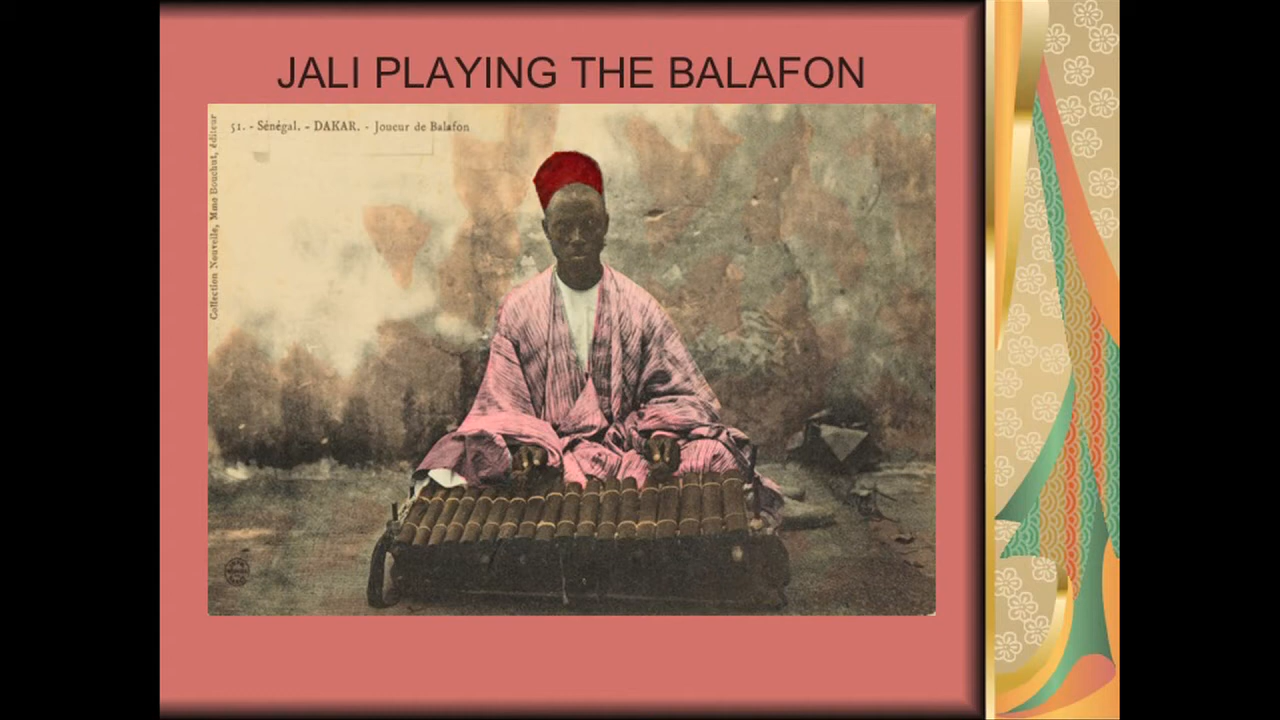 JALI PLAYING THE BALAFON
51. - Sénégal. - DAKAR. - Joueur de Balafon
Collection Nouvelle, Mme Bouchut, éditeur